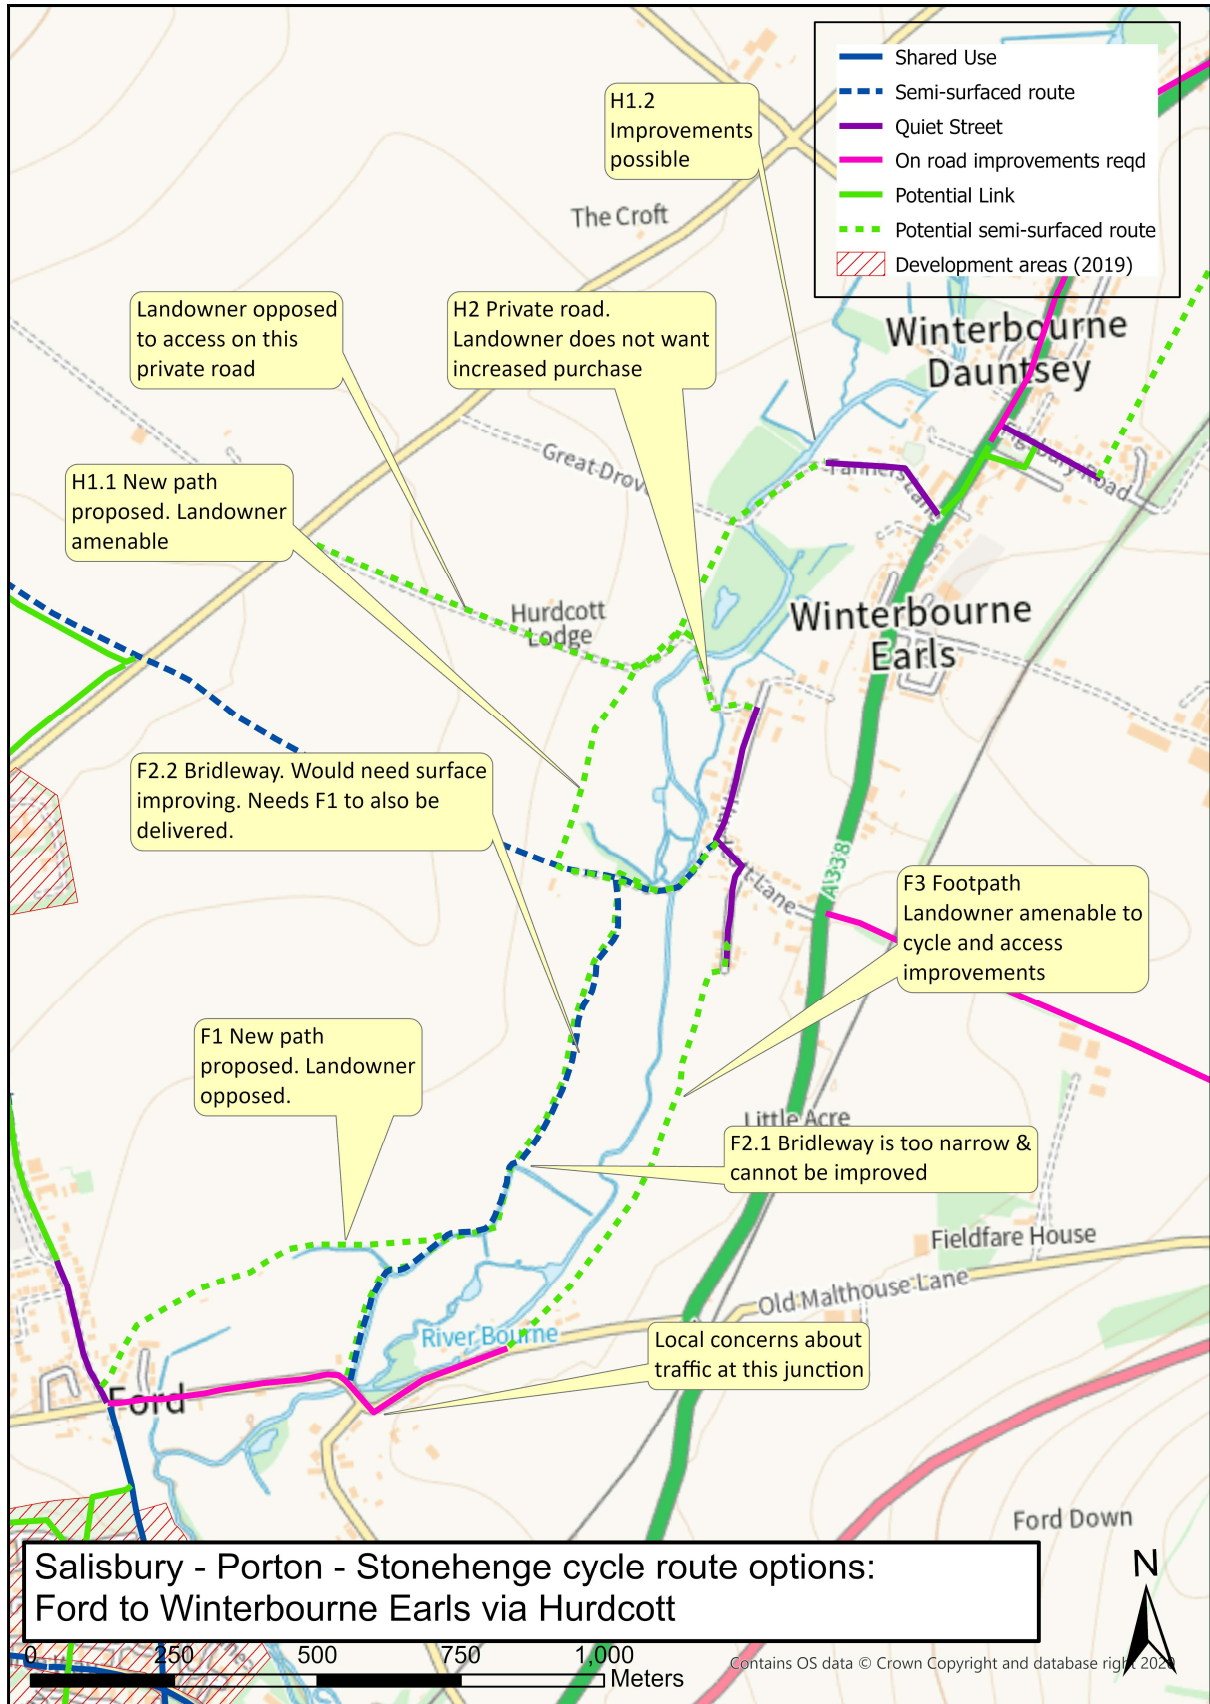 Shared Use
Semi-surfaced route
Quiet Street
On road improvements reqd
Potential Link
Potential semi-surfaced route
Development areas (2019)
H1.2
Improvements
possible
The Croft
Landowner opposed
to access on this
private road
H2 Private road.
Landowner does not want
increased purchase
Winterbourne
Dauntsey
Great Drove
Tanners Lane
Road
H1.1 New path
proposed. Landowner
amenable
Hurdcott
Lodge
Winterbourne
Earls
F2.2 Bridleway. Would need surface
improving. Needs F1 to also be
delivered.
A338
Lane
F3 Footpath
Landowner amenable to
cycle and access
improvements
F1 New path
proposed. Landowner
opposed.
Little Acre
F2.1 Bridleway is too narrow &
cannot be improved
Fieldfare House
Old Malthouse Lane
River Bourne
Local concerns about
traffic at this junction
Ford
Ford Down
Salisbury - Porton - Stonehenge cycle route options:
Ford to Winterbourne Earls via Hurdcott
N
0 250 500 750 1,000
Meters
Contains OS data © Crown Copyright and database right 2020